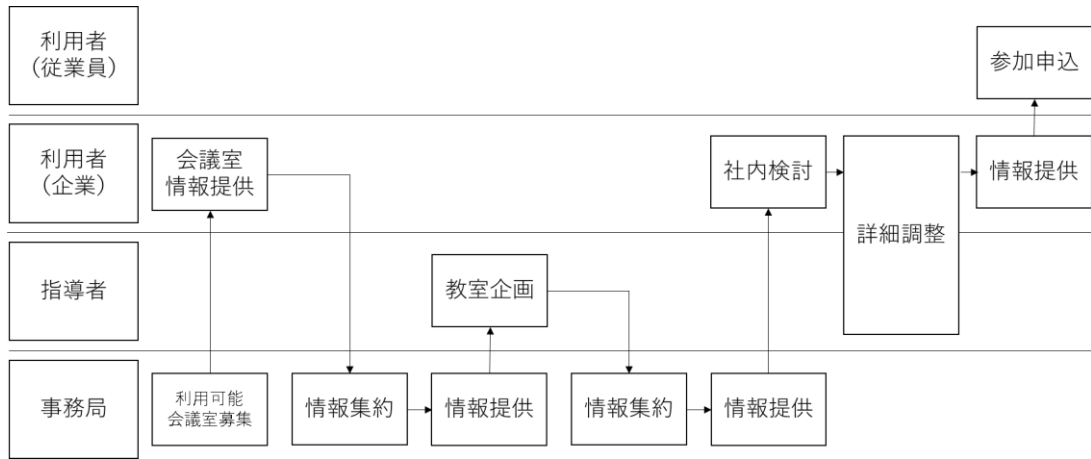 利用者
(従業員)
参加申込
利用者
(企業)
会議室
情報提供
社内検討
詳細調整
情報提供
指導者
教室企画
事務局
利用可能
会議室募集
情報集約
情報提供
情報集約
情報提供